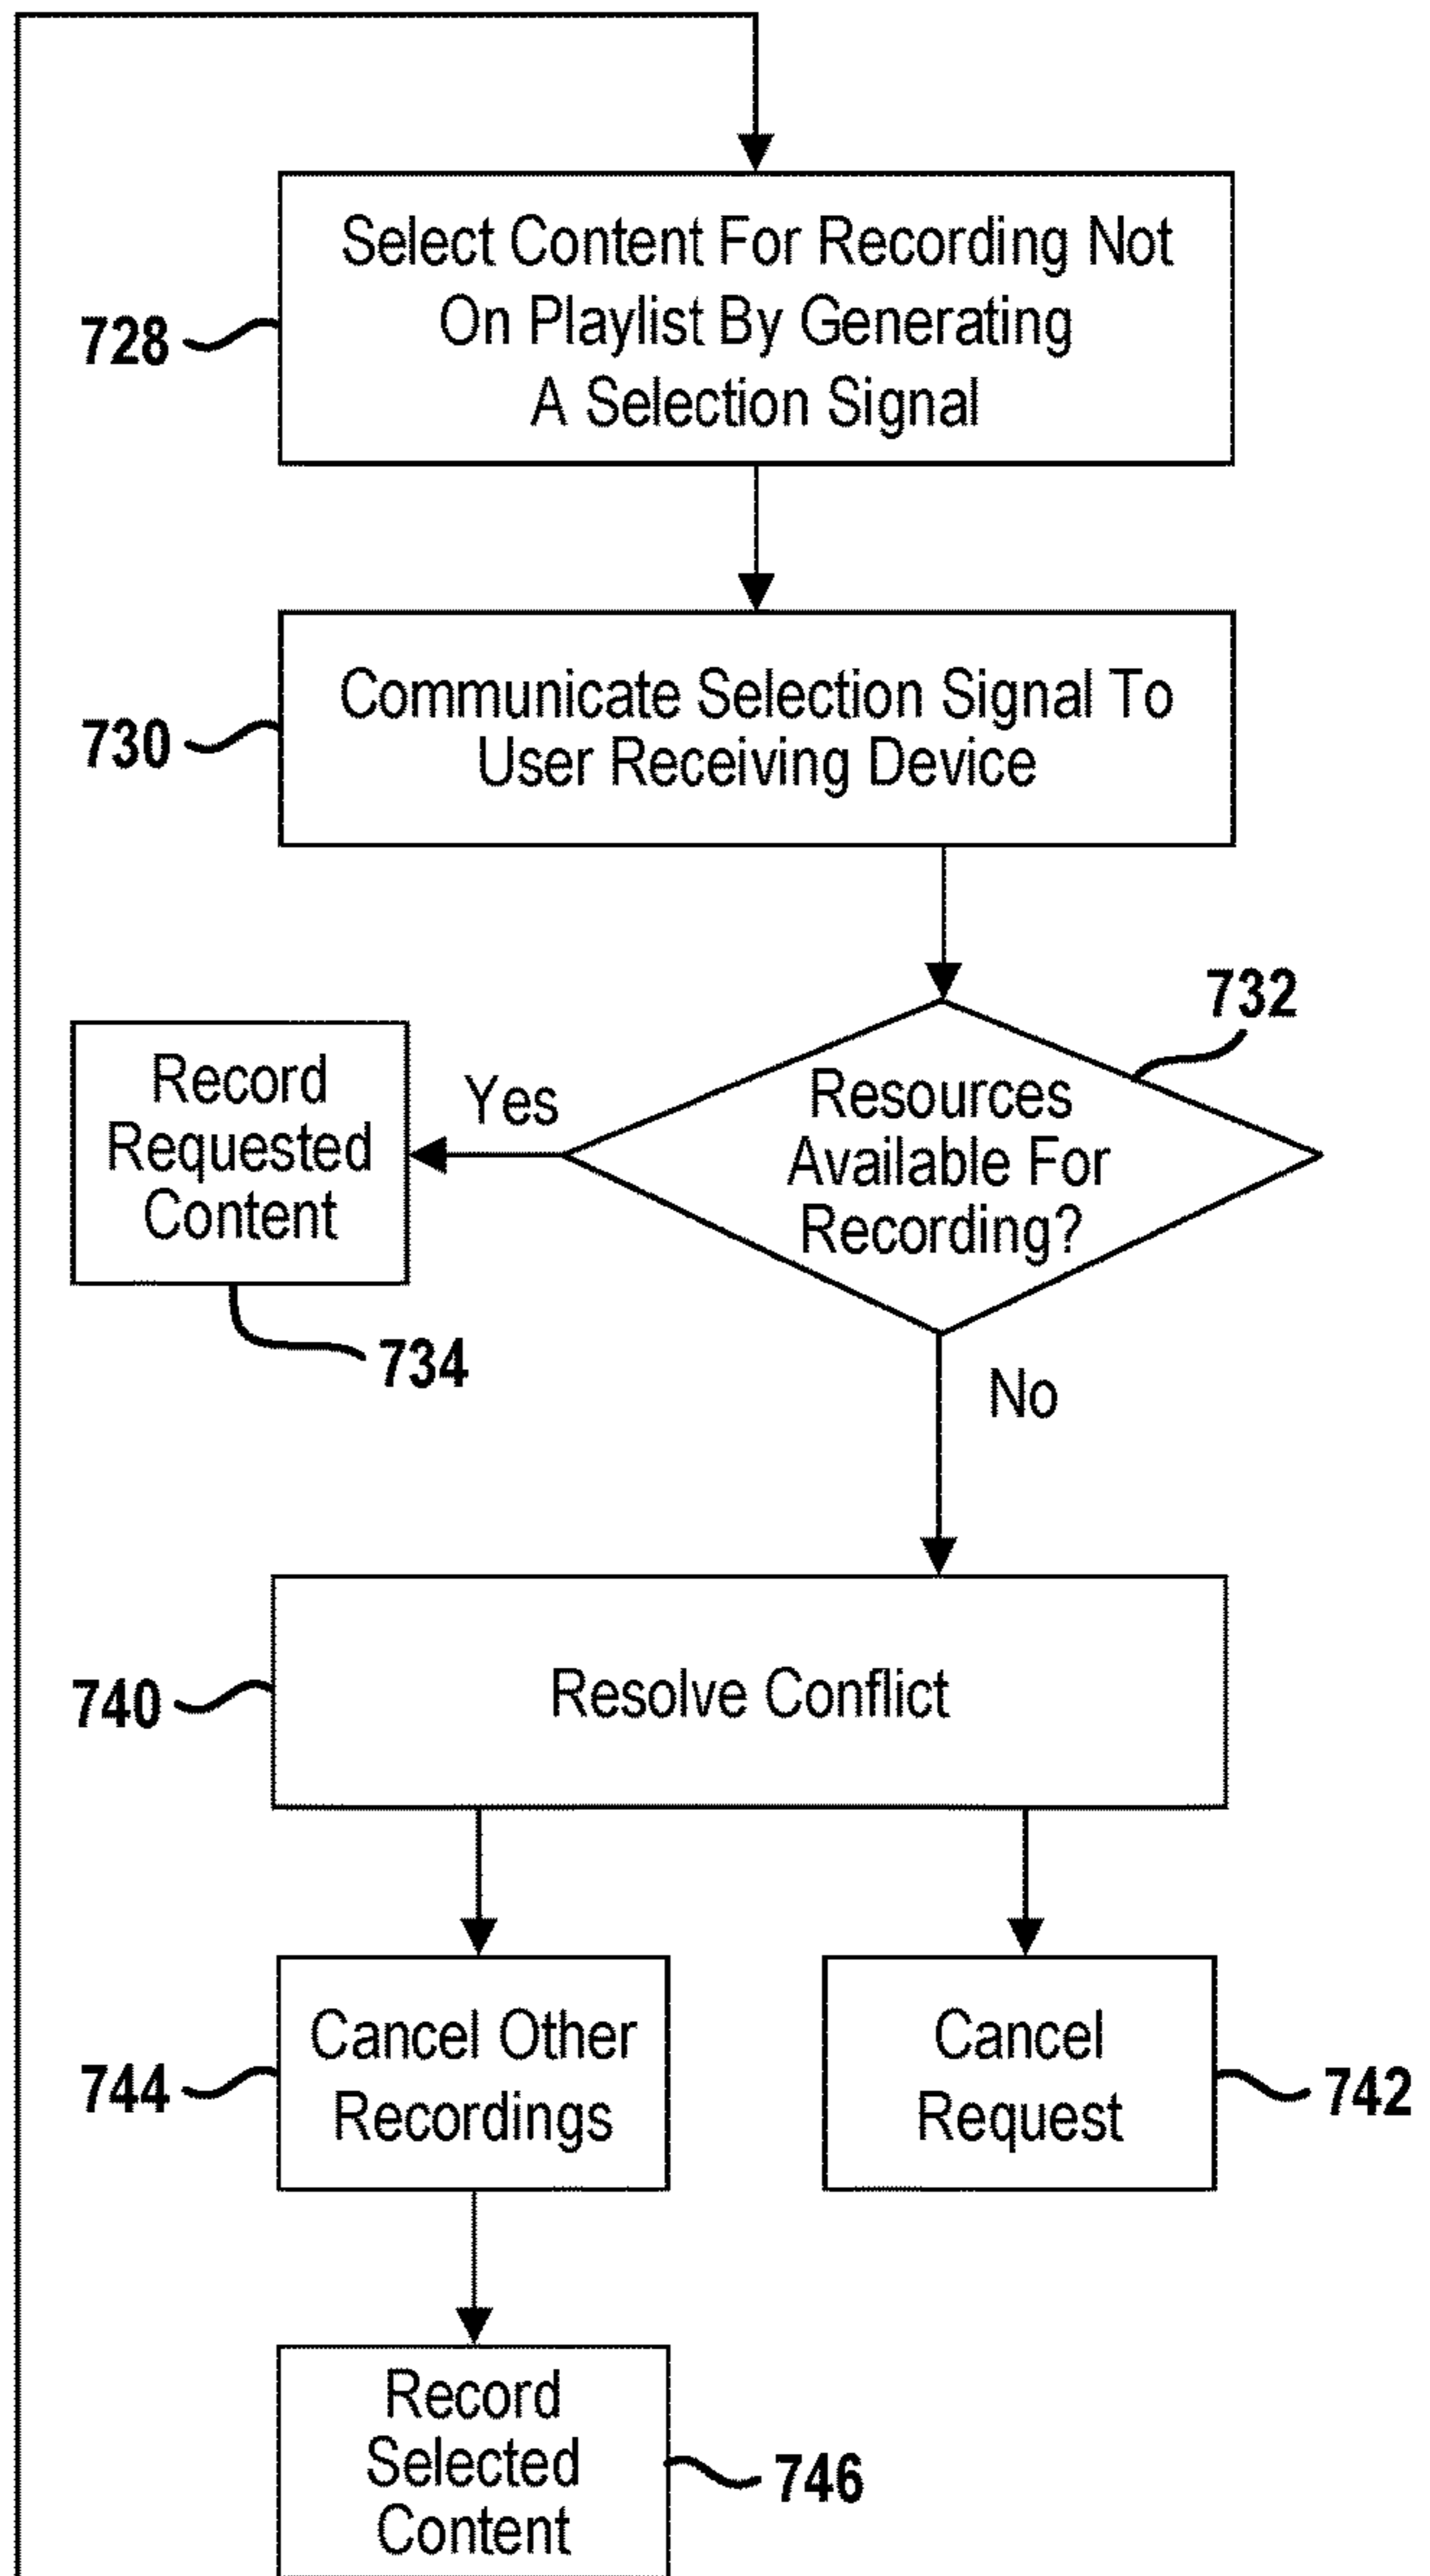 Select Content For Recording Not
On Playlist By Generating
A Selection Signal
728
Communicate Selection Signal To
User Receiving Device
730
732
Resources
Available For
Recording?
Yes
Record
Requested
Content
734
No
Resolve Conflict
740
Cancel Other
Recordings
744
Cancel
Request
742
Record
Selected
Content
746